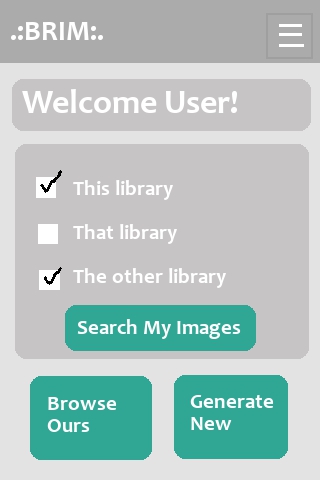 .:BRIM:.
Welcome User!
This library
That library
The other library
Search My Images
Browse
Ours
Generate
New